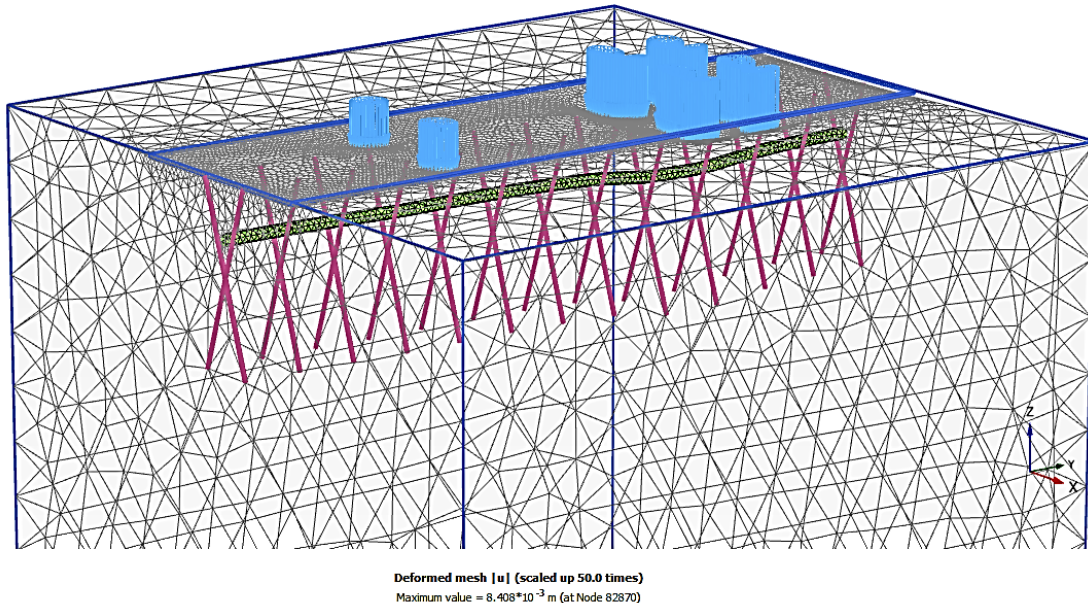 Z
Y
X
Deformed mesh |u| (scaled up 50.0 times)
Maximum value = 8.408*10⁻³ m (at Node 82870)